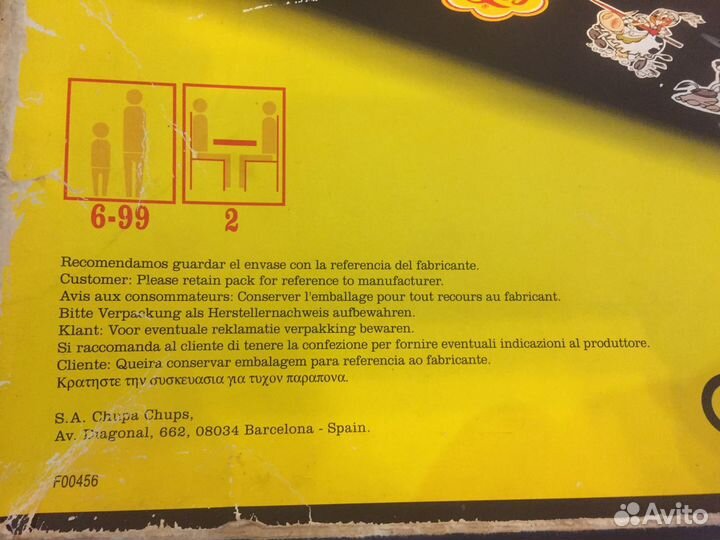 6-99
2
Recomendamos guardar el envase con la referencia del fabricante.
Customer: Please retain pack for reference to manufacturer.
Avis aux consommateurs: Conserver l'emballage pour tout recours au fabricant.
Bitte Verpackung als Herstellernachweis aufbewahren.
Klant: Voor eventuale reklamatie verpakking bewaren.
Si raccomanda al cliente di tenere la confezione per fornire eventuali indicazioni al produttore.
Cliente: Queira conservar embalagem para referencia ao fabricante.
Κρατηστε την συσκευασια για τυχον παραπονα.
S.A. Chupa Chups,
Av. Diagonal, 662, 08034 Barcelona - Spain.
F00456
Avito